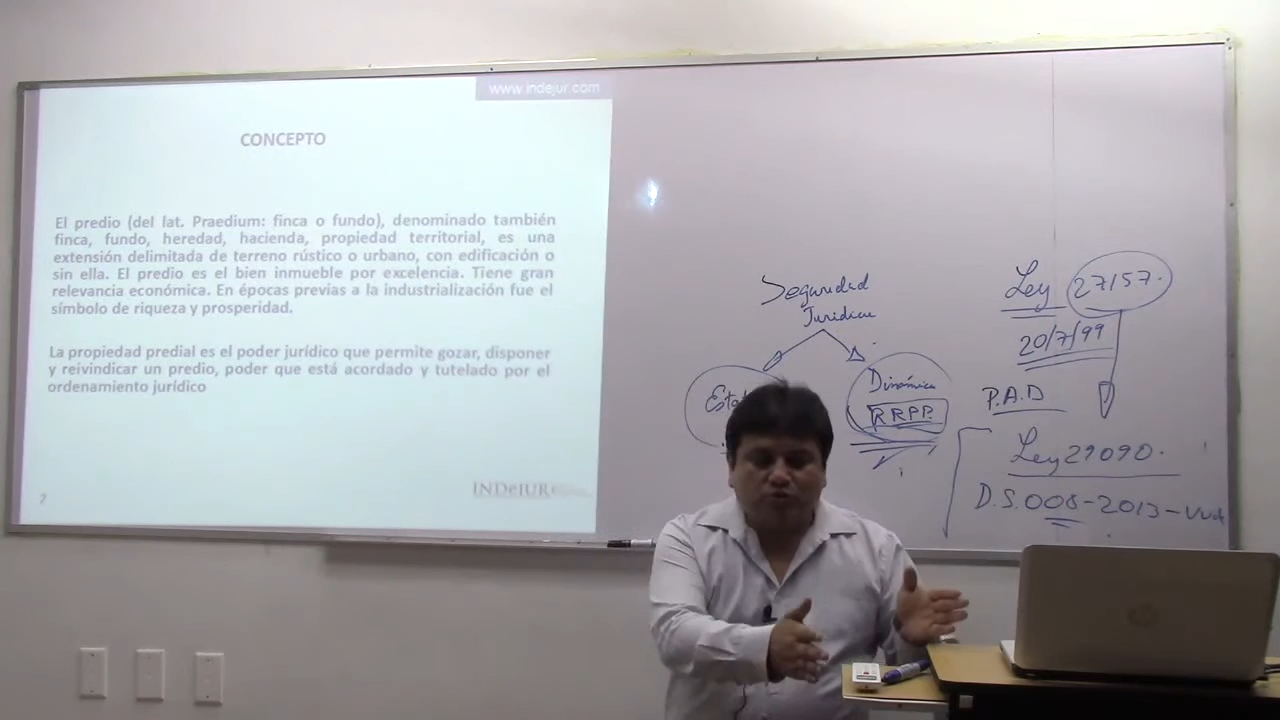 www.indejur.com
CONCEPTO
El predio (del lat. Praedium: finca o fundo), denominado también
finca, fundo, heredad, hacienda, propiedad territorial, es una
extensión delimitada de terreno rústico o urbano, con edificación o
sin ella. El predio es el bien inmueble por excelencia. Tiene gran
relevancia económica. En épocas previas a la industrialización fue el
símbolo de riqueza y prosperidad.
La propiedad predial es el poder jurídico que permite gozar, disponer
y reivindicar un predio, poder que está acordado y tutelado por el
ordenamiento jurídico
2
INDeJUR
Seguridad
Jurídica
Dinámica
RRPP.
Ley 27157.
20/7/99
P.A.D
Ley 29090.
D.S. 008-2013-